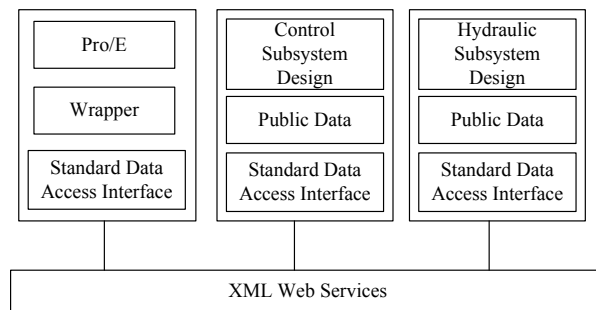 Pro/E
Wrapper
Standard Data
Access Interface
Control
Subsystem
Design
Public Data
Standard Data
Access Interface
Hydraulic
Subsystem
Design
Public Data
Standard Data
Access Interface
XML Web Services